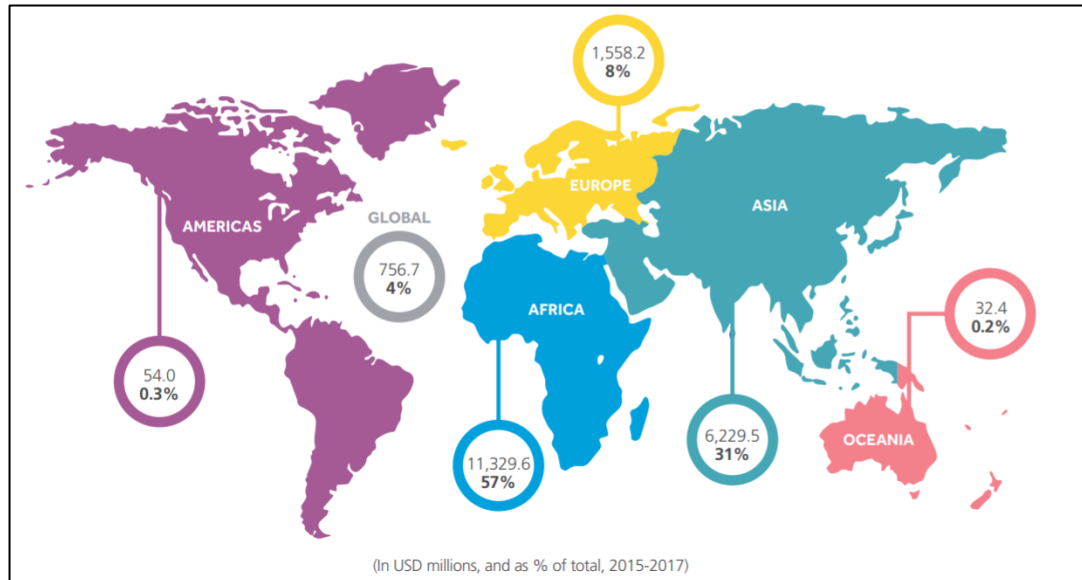 1,558.2
8%
EUROPE
ASIA
AMERICAS
GLOBAL
756.7
4%
AFRICA
32.4
0.2%
54.0
0.3%
11,329.6
57%
6,229.5
31%
OCEANIA
(In USD millions, and as % of total, 2015-2017)